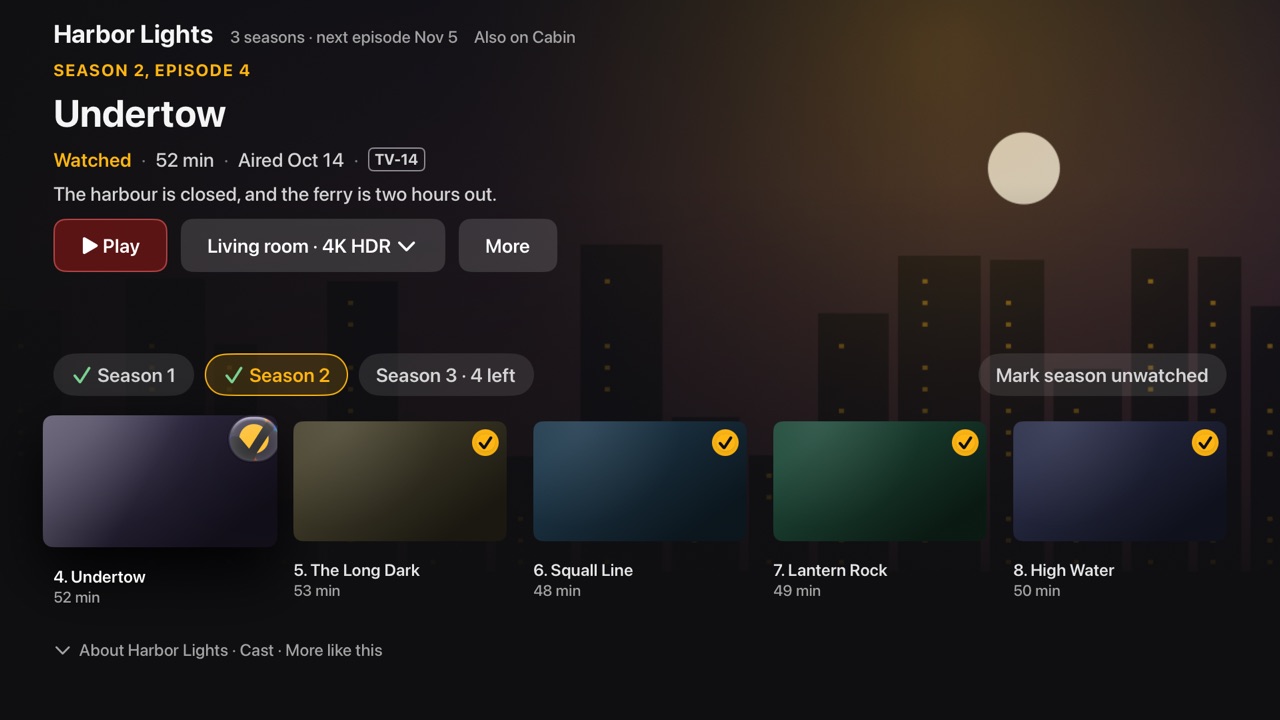 Harbor Lights 3 seasons · next episode Nov 5 Also on Cabin
SEASON 2, EPISODE 4
Undertow
Watched · 52 min · Aired Oct 14 · TV-14
The harbour is closed, and the ferry is two hours out.
Play Living room · 4K HDR More
Season 1 Season 2 Season 3 · 4 left Mark season unwatched
4. Undertow
52 min
5. The Long Dark
53 min
6. Squall Line
48 min
7. Lantern Rock
49 min
8. High Water
50 min
About Harbor Lights · Cast · More like this